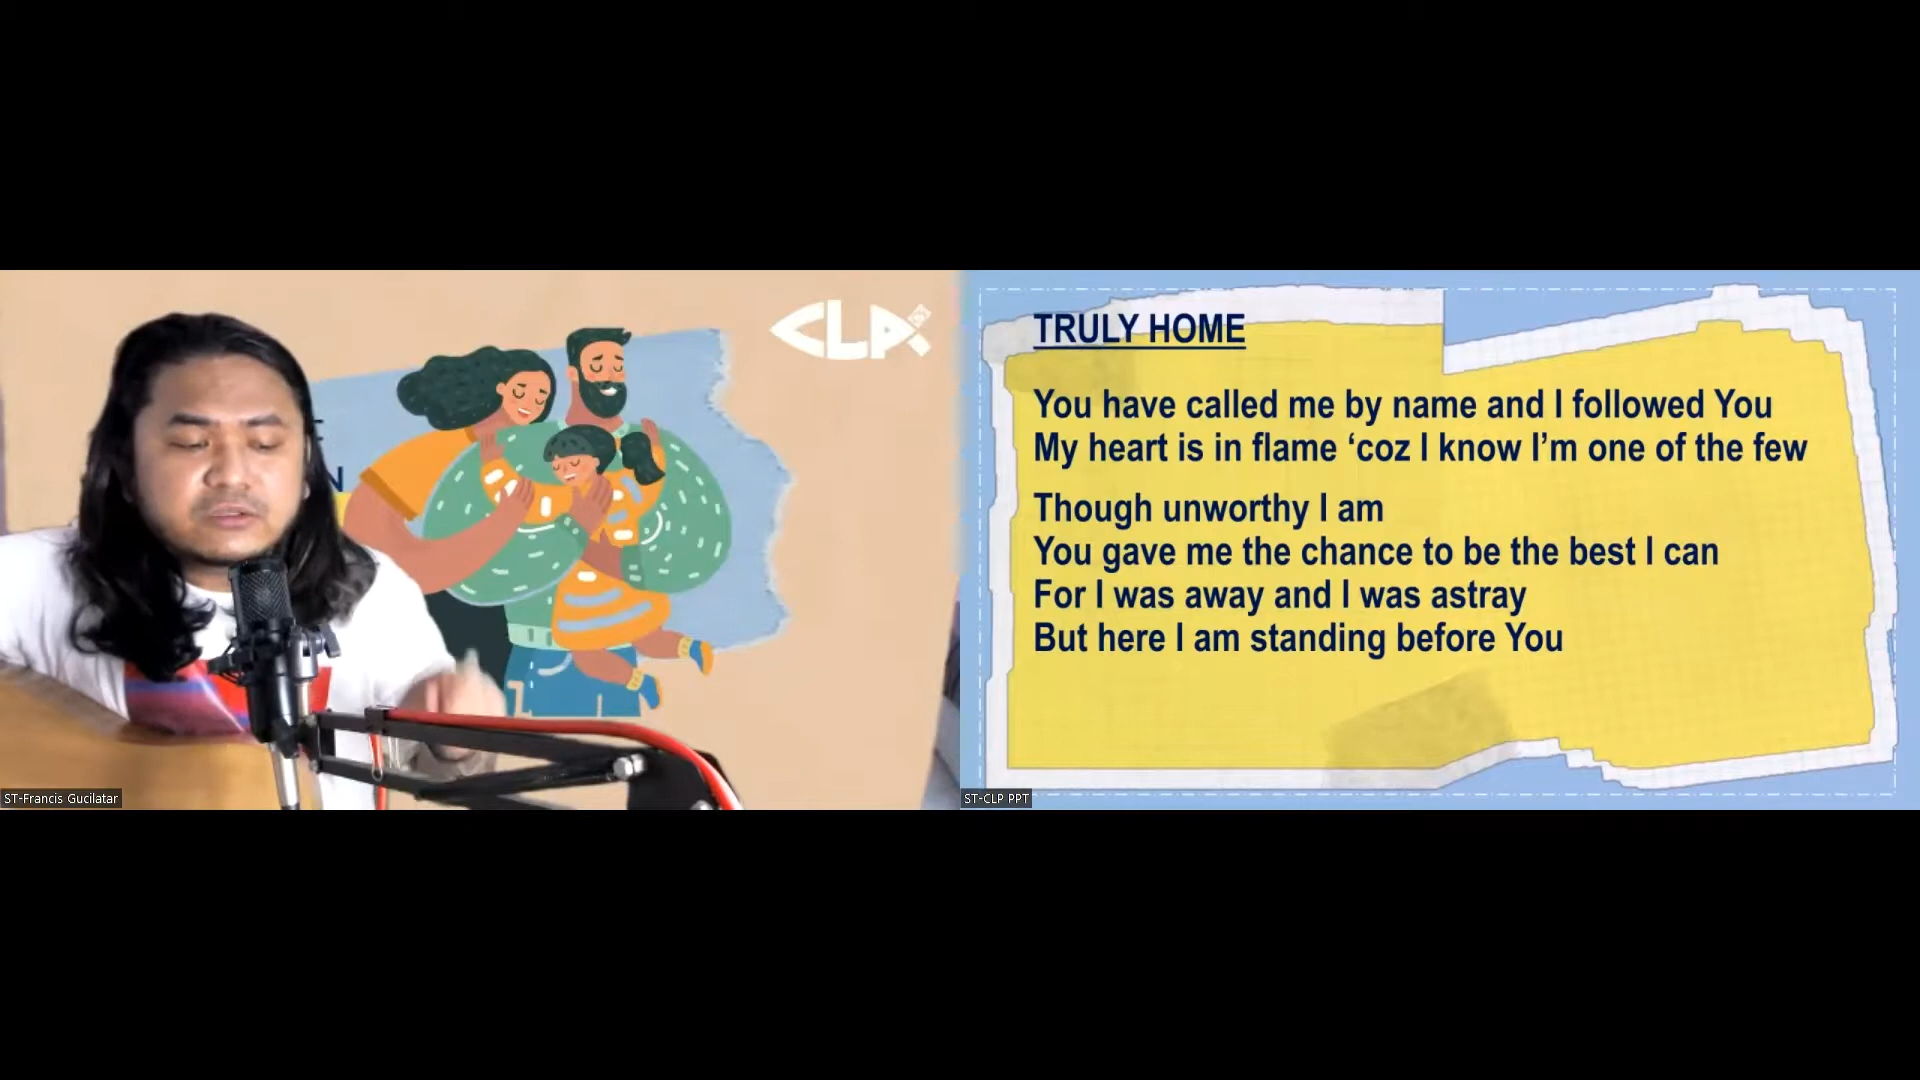 CLP
N
ST-Francis Gucilatar
TRULY HOME
You have called me by name and I followed You
My heart is in flame ‘coz I know I’m one of the few
Though unworthy I am
You gave me the chance to be the best I can
For I was away and I was astray
But here I am standing before You
ST-CLP PPT